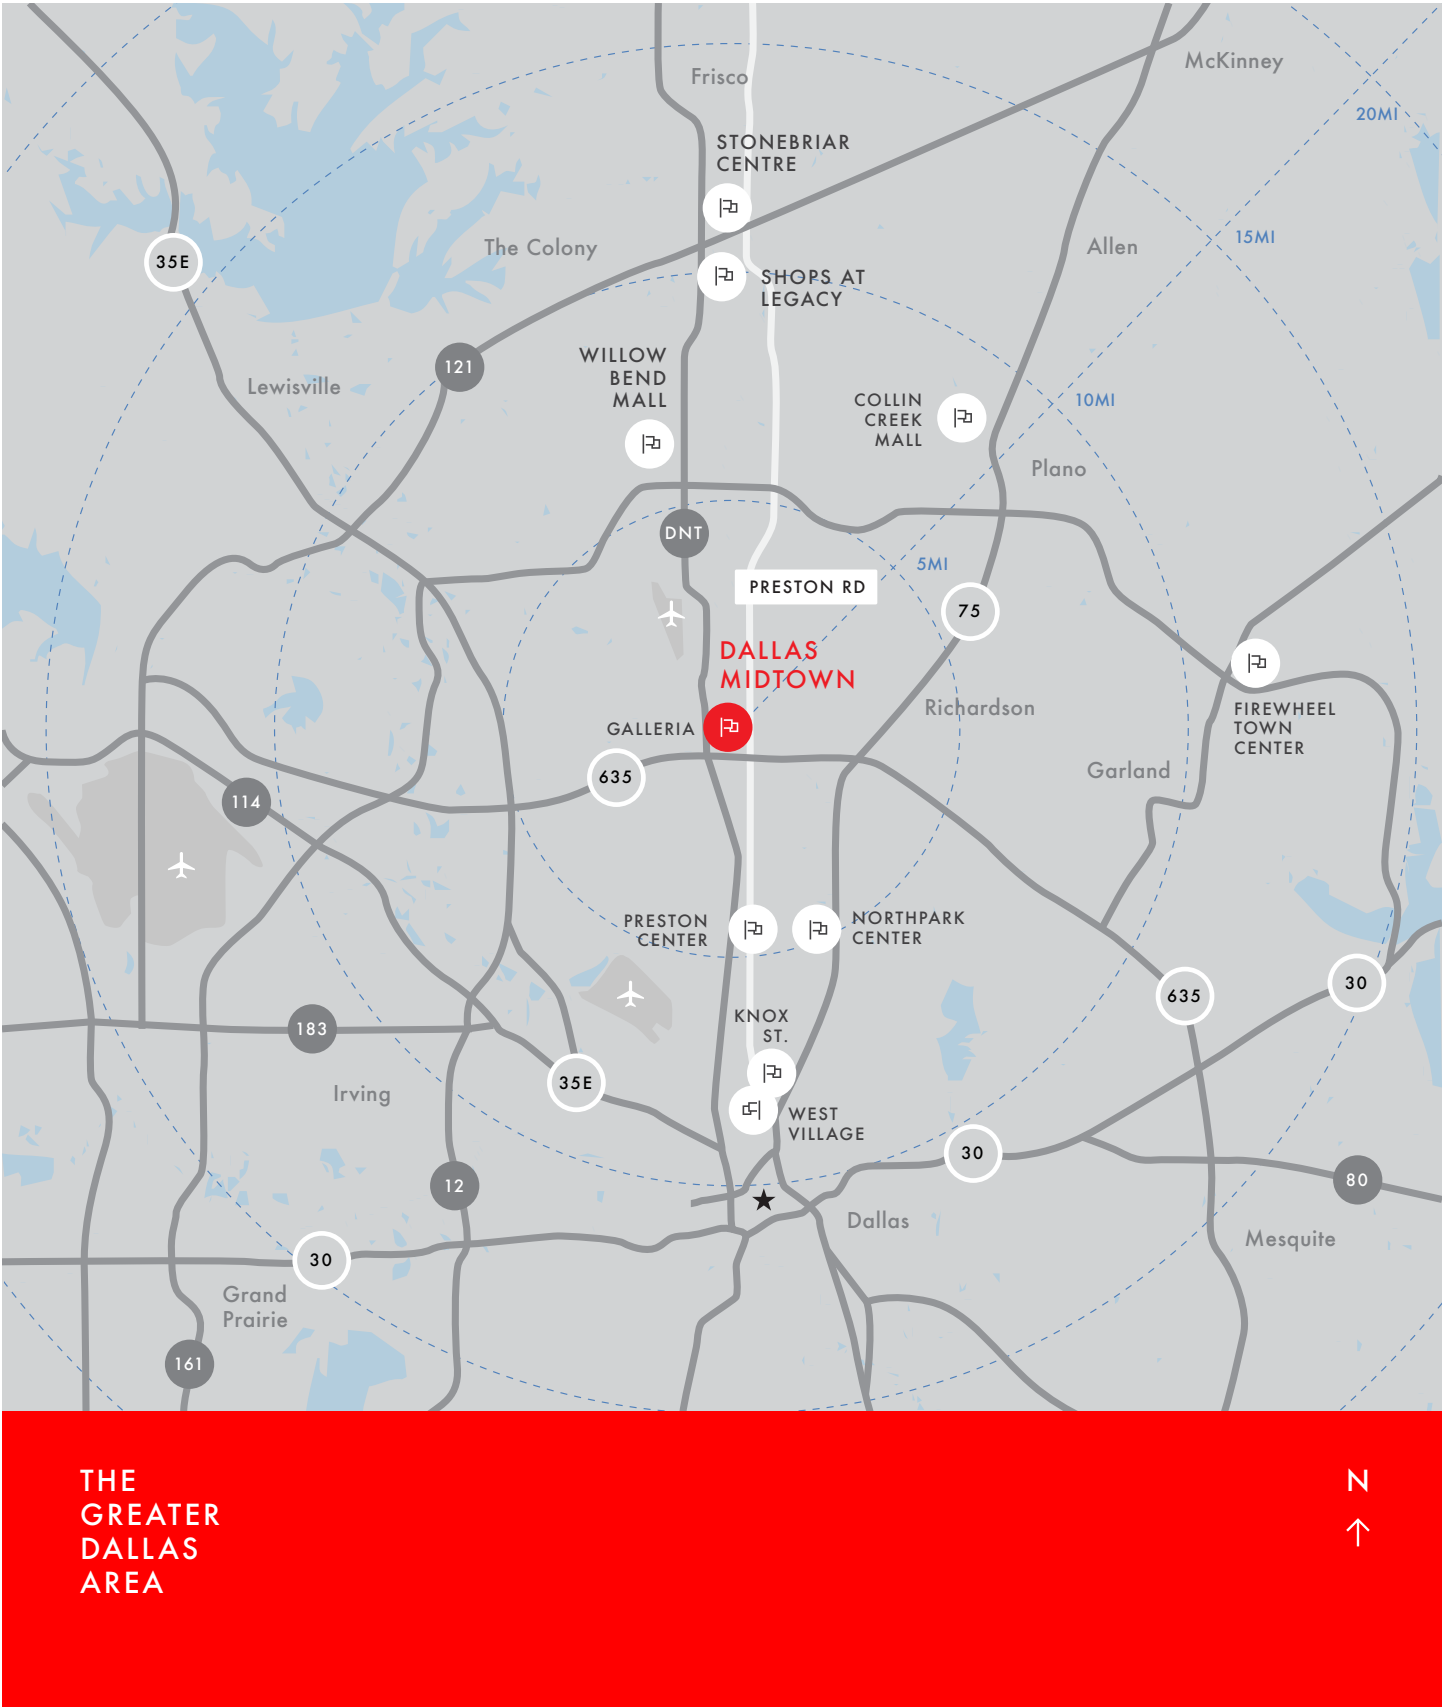 McKinney
Frisco
20MI
STONEBRIAR
CENTRE
15MI
The Colony
Allen
35E
SHOPS AT
LEGACY
WILLOW
BEND
MALL
121
Lewisville
COLLIN
CREEK
MALL
10MI
Plano
DNT
5MI
PRESTON RD
75
DALLAS
MIDTOWN
Richardson
GALLERIA
FIREWHEEL
TOWN
CENTER
635
Garland
114
PRESTON
CENTER
NORTHPARK
CENTER
635
30
KNOX
ST.
183
35E
Irving
WEST
VILLAGE
30
12
80
Dallas
Mesquite
30
Grand
Prairie
161
THE
GREATER
DALLAS
AREA
N